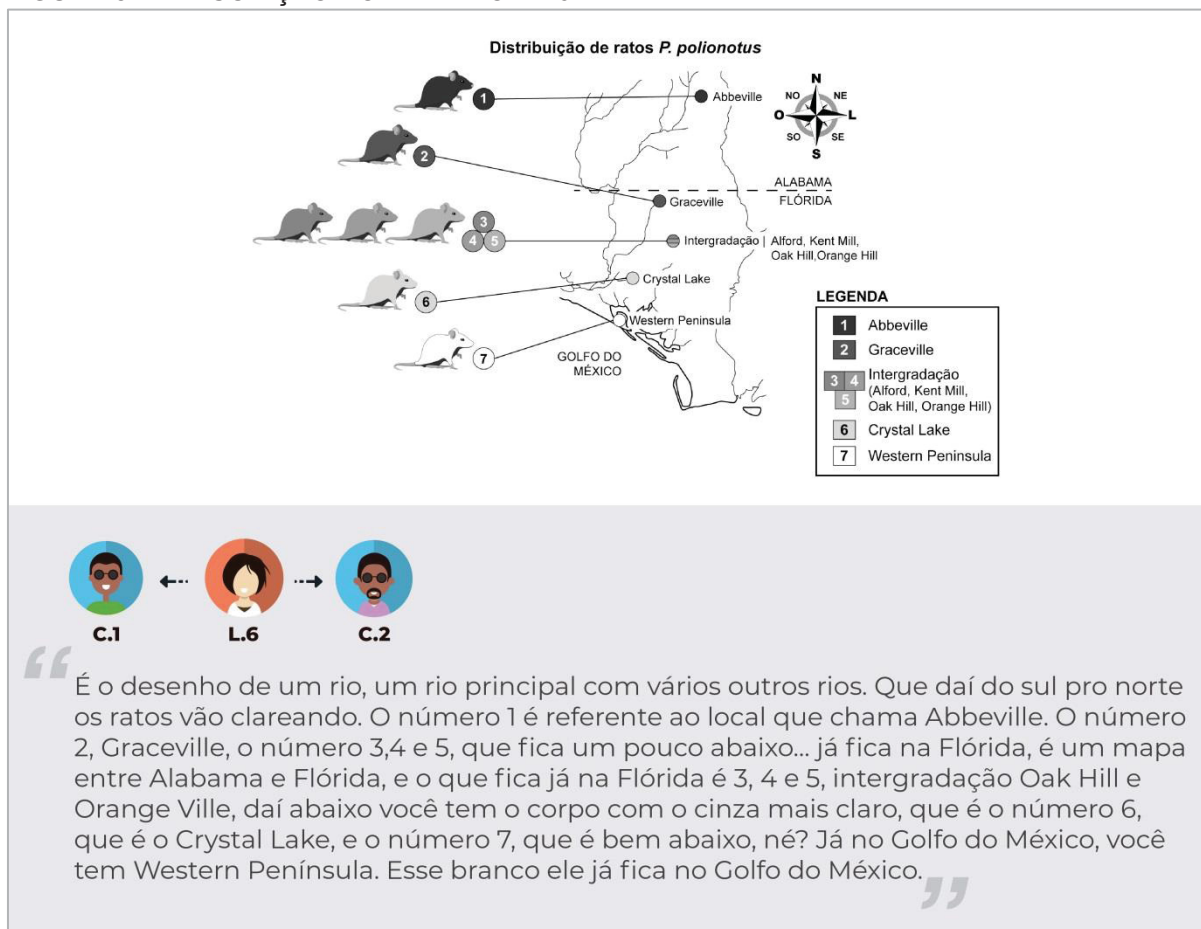 Distribuição de ratos P. polionotus
1
Abbeville
N
NO
NE
O
L
SO
SE
S
2
ALABAMA
FLÓRIDA
Graceville
3
4 5
Intergradação | Alford, Kent Mill,
Oak Hill,Orange Hill
Crystal Lake
6
Western Peninsula
GOLFO DO
MÉXICO
7
LEGENDA
1 Abbeville
2 Graceville
3 4 5 Intergradação
(Alford, Kent Mill,
Oak Hill, Orange Hill)
6 Crystal Lake
7 Western Peninsula
C.1
L.6
C.2
“
É o desenho de um rio, um rio principal com vários outros rios. Que daí do sul pro norte
os ratos vão clareando. O número 1 é referente ao local que chama Abbeville. O número
2, Graceville, o número 3,4 e 5, que fica um pouco abaixo... já fica na Flórida, é um mapa
entre Alabama e Flórida, e o que fica já na Flórida é 3, 4 e 5, intergradação Oak Hill e
Orange Ville, daí abaixo você tem o corpo com o cinza mais claro, que é o número 6,
que é o Crystal Lake, e o número 7, que é bem abaixo, né? Já no Golfo do México, você
tem Western Península. Esse branco ele já fica no Golfo do México.
”